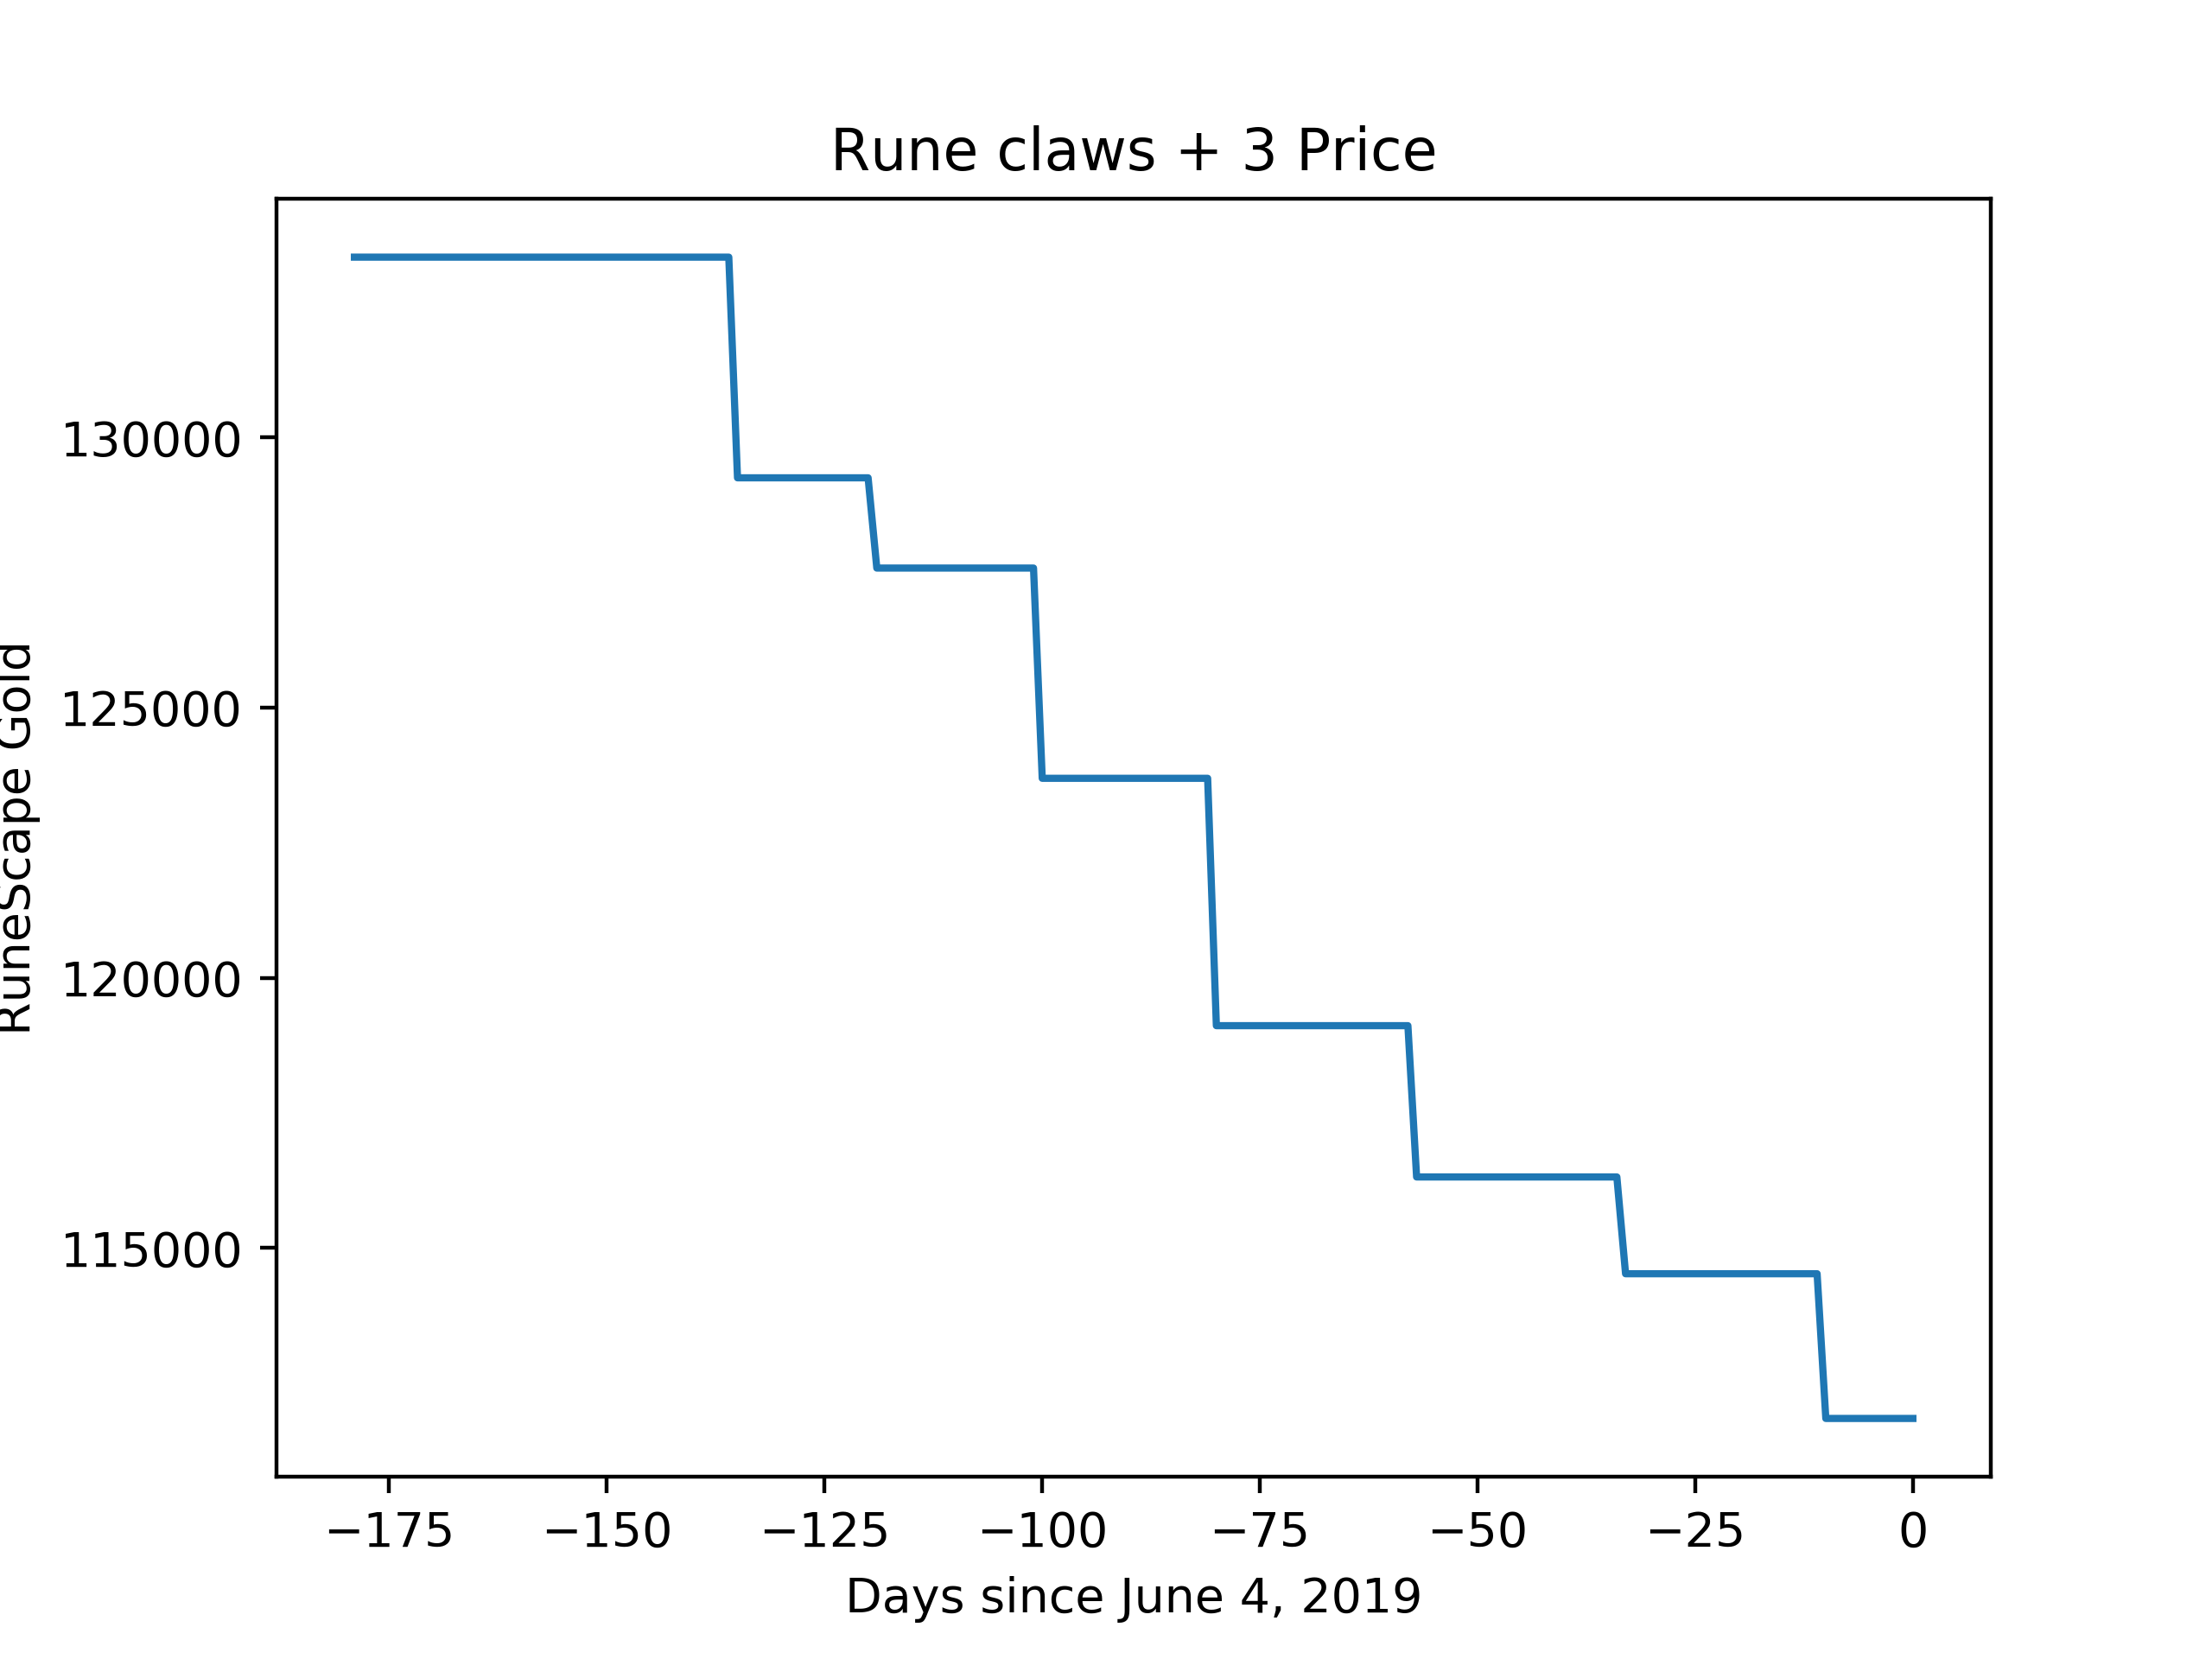 Rune claws + 3 Price
RuneScape Gold
130000
125000
120000
115000
−175 −150 −125 −100 −75 −50 −25 0
Days since June 4, 2019